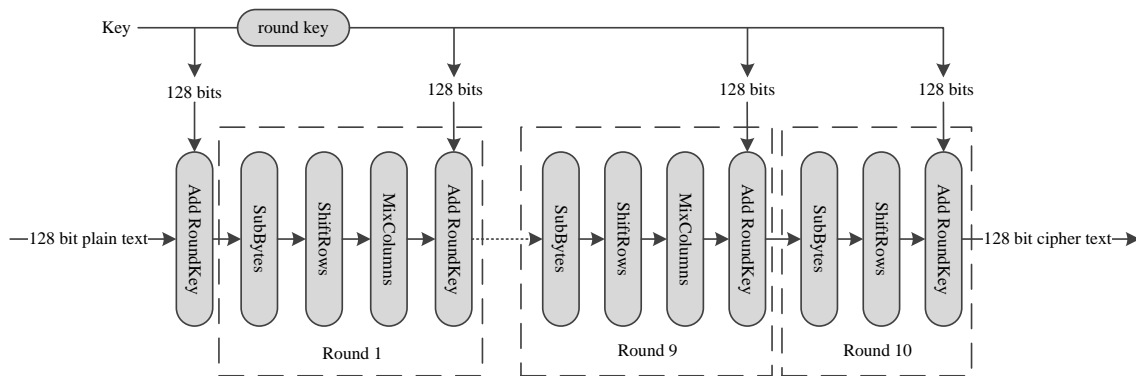 Key
round key
128 bits
128 bits
128 bits
128 bits
128 bit plain text
Add RoundKey
SubBytes
ShiftRows
MixColumns
Add RoundKey
SubBytes
ShiftRows
MixColumns
Add RoundKey
SubBytes
ShiftRows
Add RoundKey
128 bit cipher text
Round 1
Round 9
Round 10